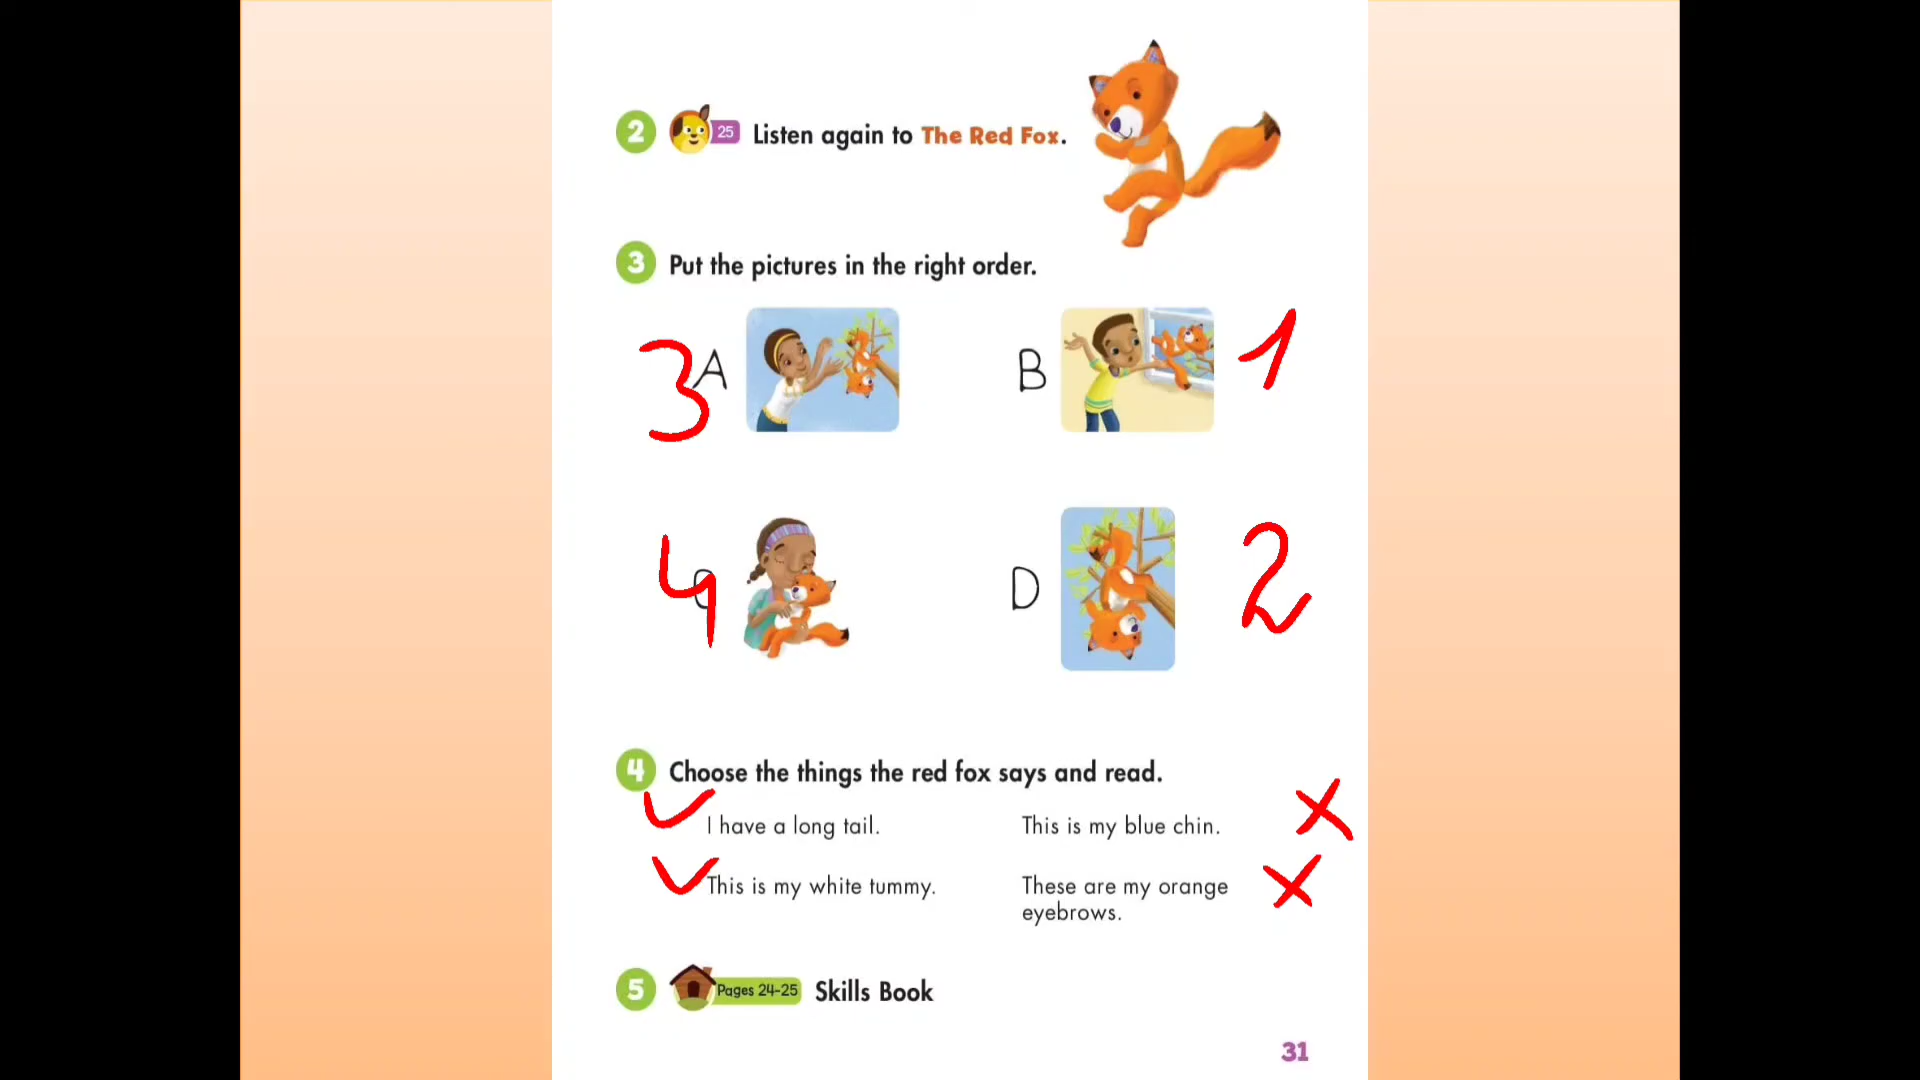 2 25 Listen again to The Red Fox.
3 Put the pictures in the right order.
3 A
B 1
4 C
D 2
4 Choose the things the red fox says and read.
I have a long tail.
This is my blue chin.
This is my white tummy.
These are my orange
eyebrows.
5 Pages 24-25 Skills Book
31